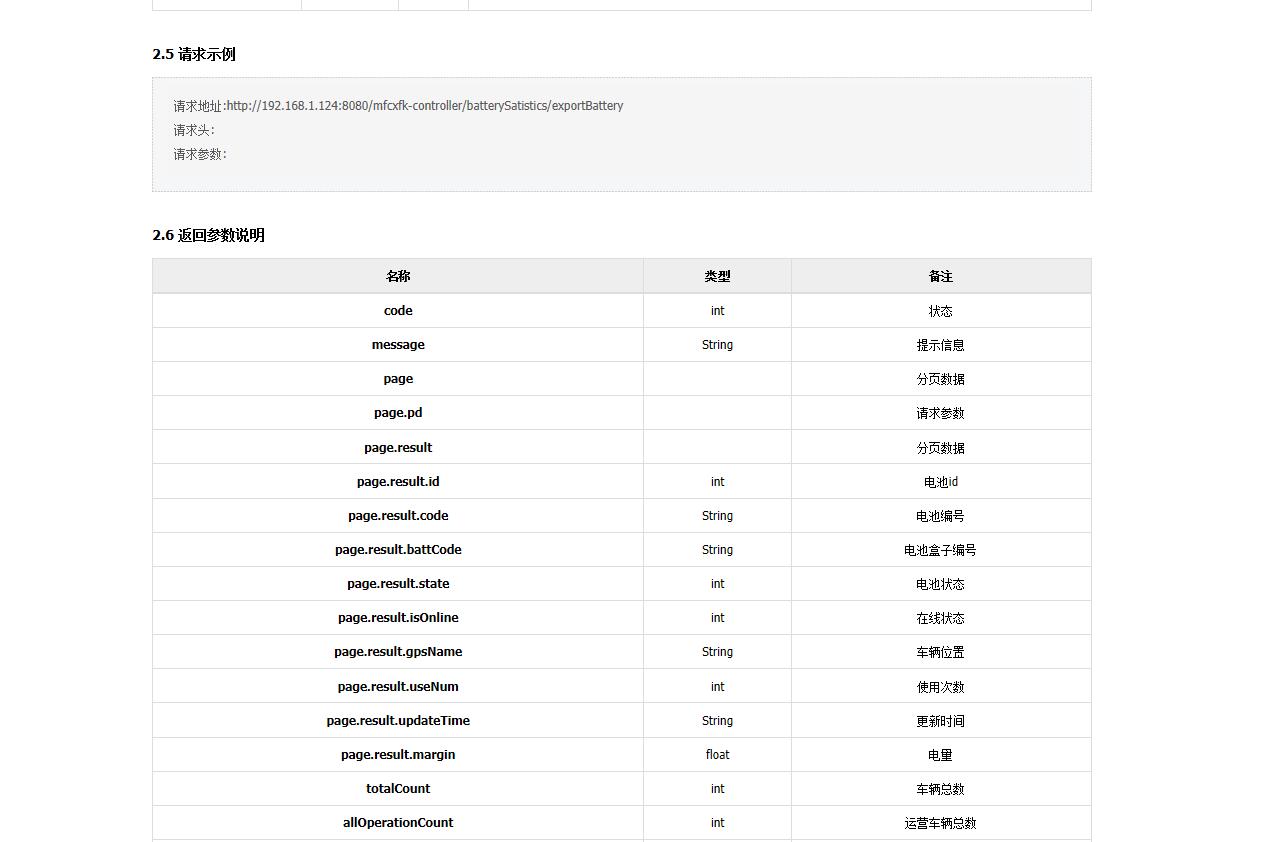 2.5 请求示例
请求地址:http://192.168.1.124:8080/mfcxfk-controller/batterySatistics/exportBattery
请求头:
请求参数:
2.6 返回参数说明
名称 类型 备注
code int 状态
message String 提示信息
page 分页数据
page.pd 请求参数
page.result 分页数据
page.result.id int 电池id
page.result.code String 电池编号
page.result.battCode String 电池盒子编号
page.result.state int 电池状态
page.result.isOnline int 在线状态
page.result.gpsName String 车辆位置
page.result.useNum int 使用次数
page.result.updateTime String 更新时间
page.result.margin float 电量
totalCount int 车辆总数
allOperationCount int 运营车辆总数